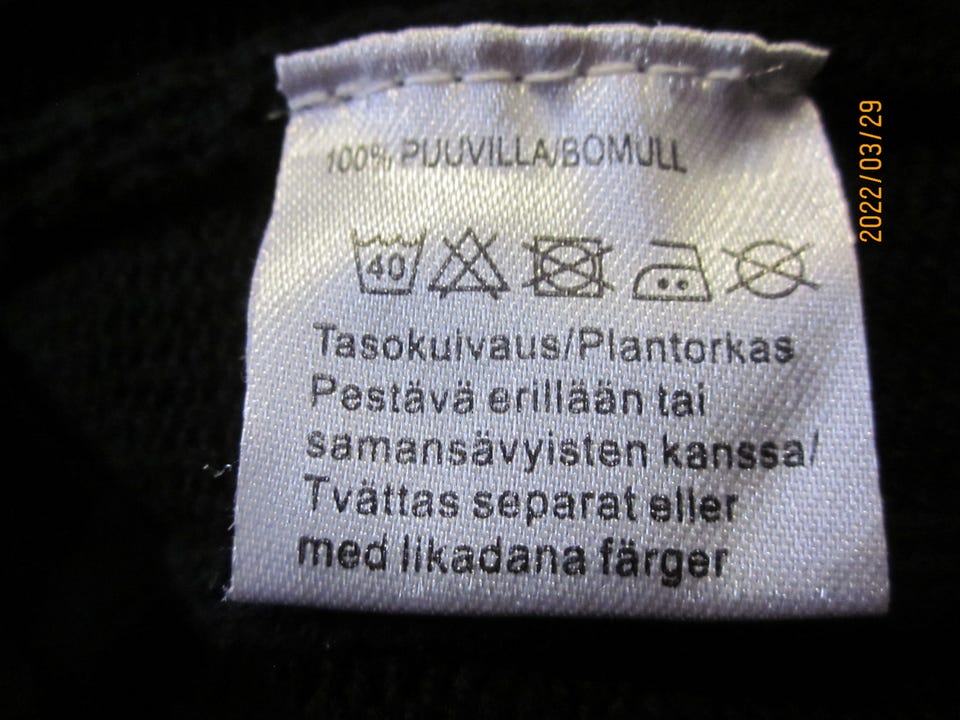 100% PUUVILLA/BOMULL
40
Tasokuivaus/Plantorkas
Pestävä erillään tai
samansävyisten kanssa/
Tvättas separat eller
med likadana färger
2022/03/29